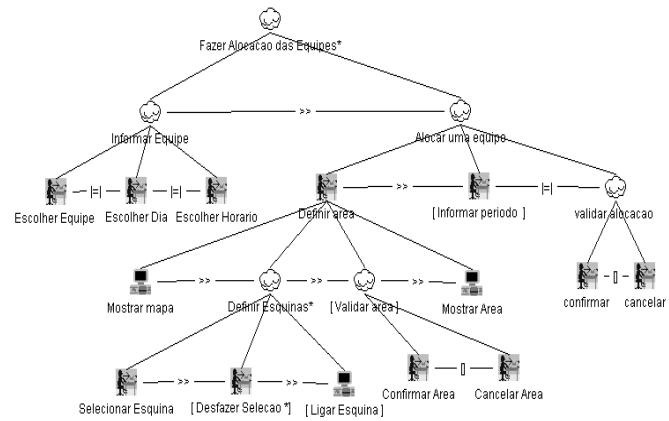 Fazer Alocacao das Equipes*
>>
Informar Equipe
Alocar uma equipe
|=| |=| >> |=|
Escolher Equipe Escolher Dia Escolher Horario Definir area [ Informar periodo ] validar alocacao
>> >> >> [] 
Mostrar mapa Definir Esquinas* [ Validar area ] Mostrar Area confirmar cancelar
>> >> []
Selecionar Esquina [ Desfazer Selecao *] [ Ligar Esquina ] Confirmar Area Cancelar Area